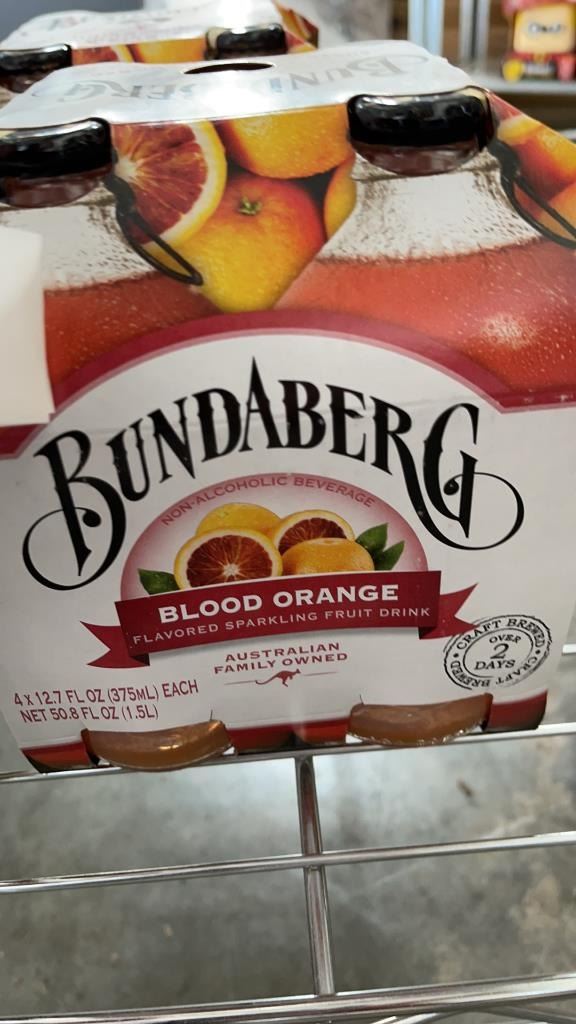 BUNDABERG
BUNDABERG
NON-ALCOHOLIC BEVERAGE
BLOOD ORANGE
FLAVORED SPARKLING FRUIT DRINK
AUSTRALIAN
FAMILY OWNED
CRAFT BREWED
OVER
2
DAYS
CRAFT BREWED
4 x 12.7 FL OZ (375mL) EACH
NET 50.8 FL OZ (1.5L)